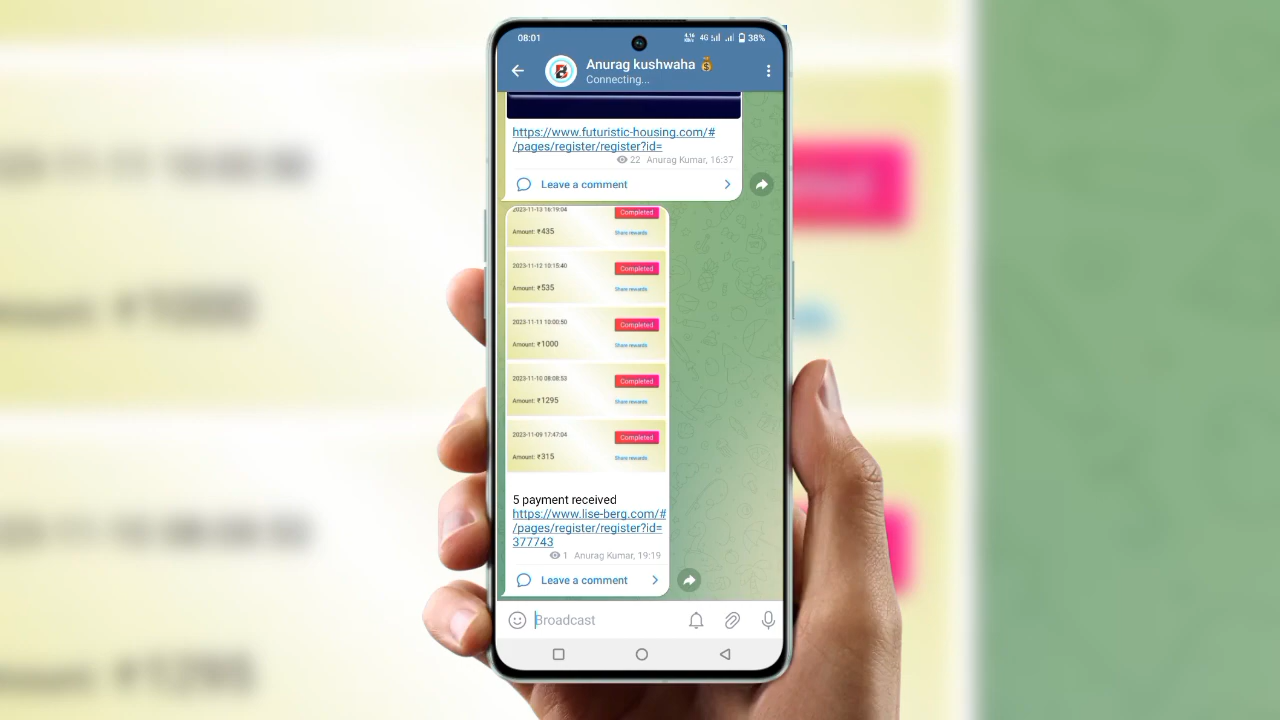 08:01
4.16
4G
38%
Anurag kushwaha 💰
Connecting...
https://www.futuristic-housing.com/#
/pages/register/register?id=
22 Anurag Kumar, 16:37
Leave a comment
2023-11-13 16:19:04
Completed
Amount: ₹435
Share rewards
2023-11-12 10:15:40
Completed
Amount: ₹535
Share rewards
2023-11-11 10:00:50
Completed
Amount: ₹1000
Share rewards
2023-11-10 08:08:53
Completed
Amount: ₹1295
Share rewards
2023-11-09 17:47:04
Completed
Amount: ₹315
Share rewards
5 payment received
https://www.lise-berg.com/#
/pages/register/register?id=
377743
1 Anurag Kumar, 19:19
Leave a comment
Broadcast